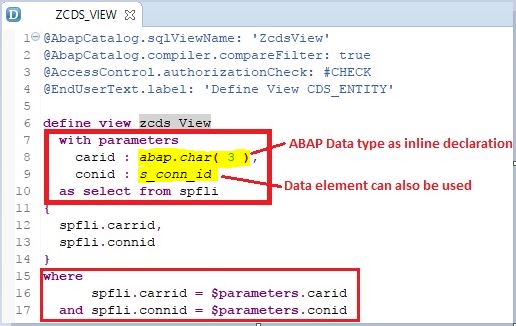 D ZCDS_VIEW
1 @AbapCatalog.sqlViewName: 'ZcdsView'
2 @AbapCatalog.compiler.compareFilter: true
3 @AccessControl.authorizationCheck: #CHECK
4 @EndUserText.label: 'Define View CDS_ENTITY'
5
6 define view zcds_View
7 with parameters
8 carid : abap.char( 3 ),
ABAP Data type as inline declaration
9 conid : s_conn_id
Data element can also be used
10 as select from spfli
11 {
12 spfli.carrid,
13 spfli.connid
14 }
15 where
16 spfli.carrid = $parameters.carid
17 and spfli.connid = $parameters.conid